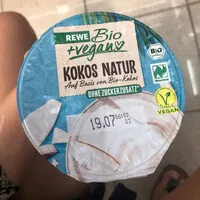 REWE Bio
+vegan
KOKOS NATUR
Auf Basis von Bio-Kokos
OHNE ZUCKERZUSATZ*
BIO
VEGAN
19.07